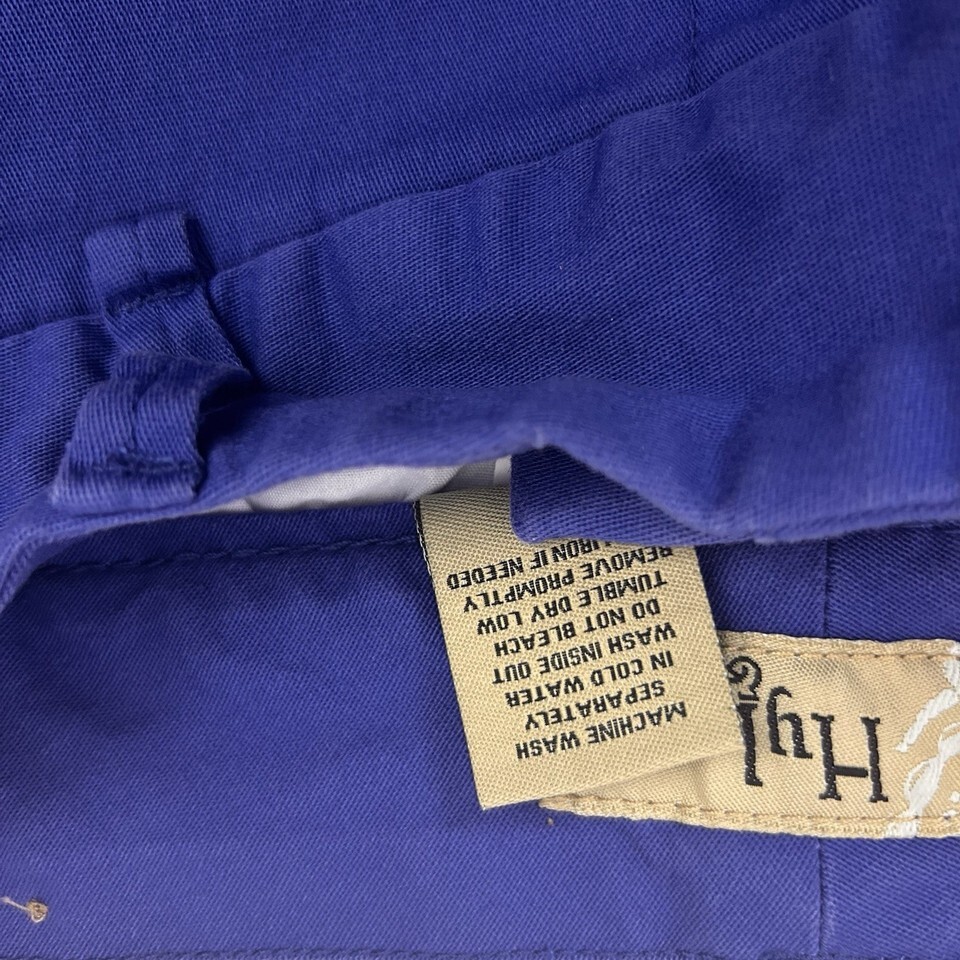 MACHINE WASH
SEPARATELY
IN COLD WATER
WASH INSIDE OUT
DO NOT BLEACH
TUMBLE DRY LOW
REMOVE PROMPTLY
IRON IF NEEDED
Hyl